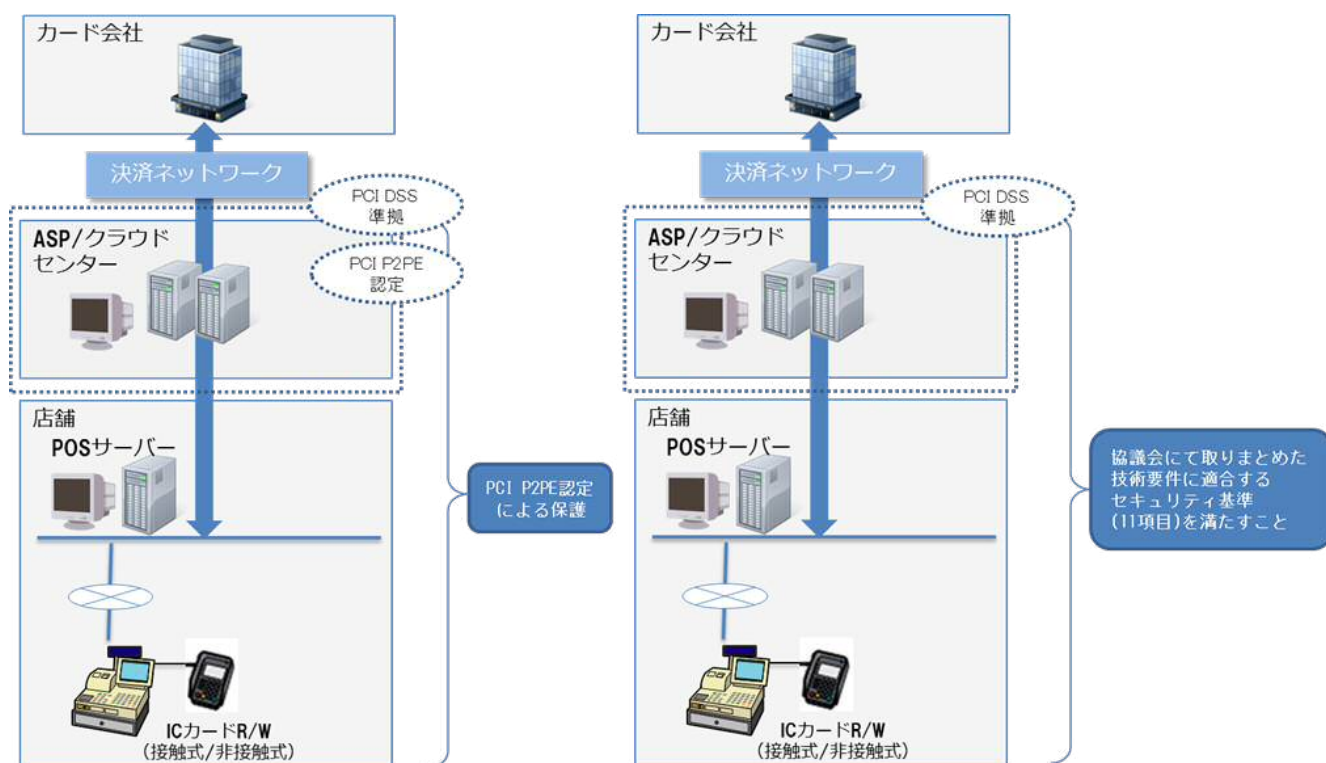 カード会社
決済ネットワーク
PCI DSS
準拠
ASP/クラウド
センター
PCI P2PE
認定
店舗
POSサーバー
PCI P2PE認定
による保護
ICカードR/W
(接触式/非接触式)
カード会社
決済ネットワーク
PCI DSS
準拠
ASP/クラウド
センター
店舗
POSサーバー
協議会にて取りまとめた
技術要件に適合する
セキュリティ基準
(11項目)を満たすこと
ICカードR/W
(接触式/非接触式)